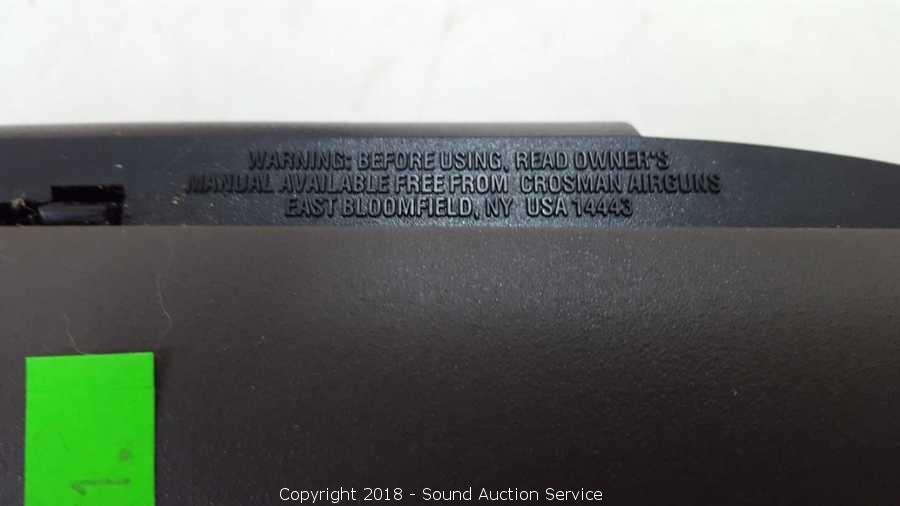 WARNING: BEFORE USING, READ OWNER"S
MANUAL AVAILABLE FREE FROM CROSMAN AIRGUNS
EAST BLOOMFIELD, NY USA 14443
1.
Copyright 2018 - Sound Auction Service